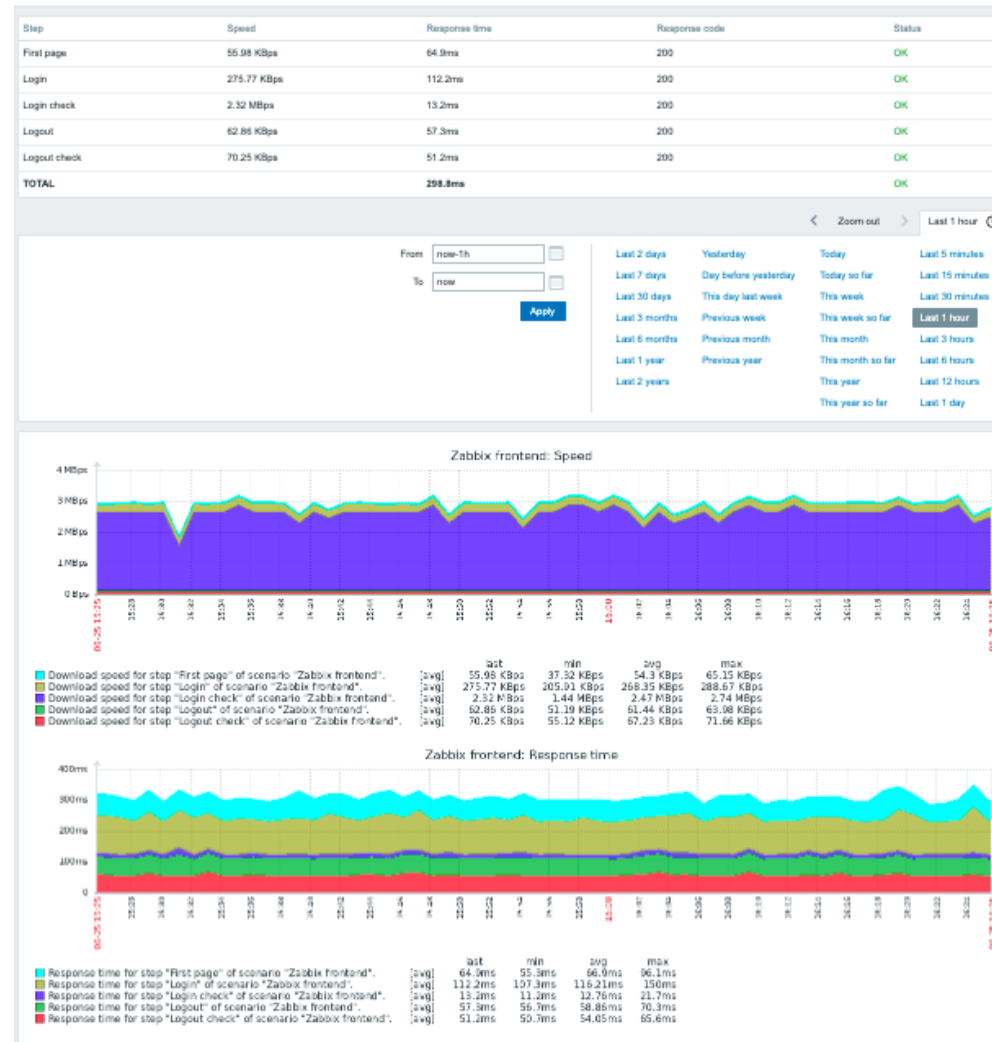 Step Speed Response time Response code Status
First page 55.98 KBps 64.9ms 200 OK
Login 275.77 KBps 112.2ms 200 OK
Login check 2.32 MBps 13.2ms 200 OK
Logout 62.86 KBps 57.3ms 200 OK
Logout check 70.25 KBps 51.2ms 200 OK
TOTAL 298.8ms OK
Zoom out Last 1 hour
From now-1h
To now
Apply
Last 2 days Yesterday Today Last 5 minutes
Last 7 days Day before yesterday Today so far Last 15 minutes
Last 30 days This day last week This week Last 30 minutes
Last 3 months Previous week This week so far Last 1 hour
Last 6 months Previous month This month Last 3 hours
Last 1 year Previous year This month so far Last 6 hours
Last 2 years This year Last 12 hours
This year so far Last 1 day
Zabbix frontend: Speed
4 MBps
3 MBps
2 MBps
1 MBps
0 Bps
last min avg max
Download speed for step "First page" of scenario "Zabbix frontend". [avg] 55.98 KBps 37.32 KBps 54.3 KBps 65.15 KBps
Download speed for step "Login" of scenario "Zabbix frontend". [avg] 275.77 KBps 205.91 KBps 268.35 KBps 288.67 KBps
Download speed for step "Login check" of scenario "Zabbix frontend". [avg] 2.32 MBps 1.44 MBps 2.47 MBps 2.74 MBps
Download speed for step "Logout" of scenario "Zabbix frontend". [avg] 62.86 KBps 51.19 KBps 61.44 KBps 63.98 KBps
Download speed for step "Logout check" of scenario "Zabbix frontend". [avg] 70.25 KBps 55.12 KBps 67.23 KBps 71.66 KBps
Zabbix frontend: Response time
400ms
300ms
200ms
100ms
0
last min avg max
Response time for step "First page" of scenario "Zabbix frontend". [avg] 64.9ms 55.3ms 66.9ms 96.1ms
Response time for step "Login" of scenario "Zabbix frontend". [avg] 112.2ms 107.3ms 116.21ms 150ms
Response time for step "Login check" of scenario "Zabbix frontend". [avg] 13.2ms 11.2ms 12.76ms 21.7ms
Response time for step "Logout" of scenario "Zabbix frontend". [avg] 57.3ms 56.7ms 58.86ms 70.3ms
Response time for step "Logout check" of scenario "Zabbix frontend". [avg] 51.2ms 50.7ms 54.05ms 65.6ms